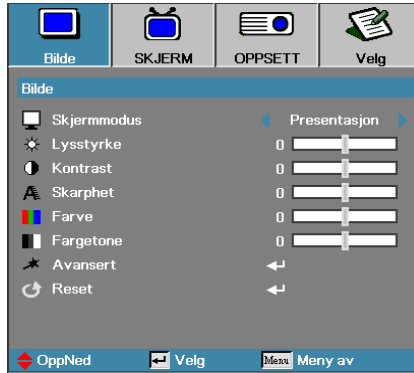 Bilde SKJERM OPPSETT Velg
Bilde
Skjermmodus Presentasjon
Lysstyrke 0
Kontrast 0
Skarphet 0
Farve 0
Fargetone 0
Avansert
Reset
OppNed Velg Menu Meny av